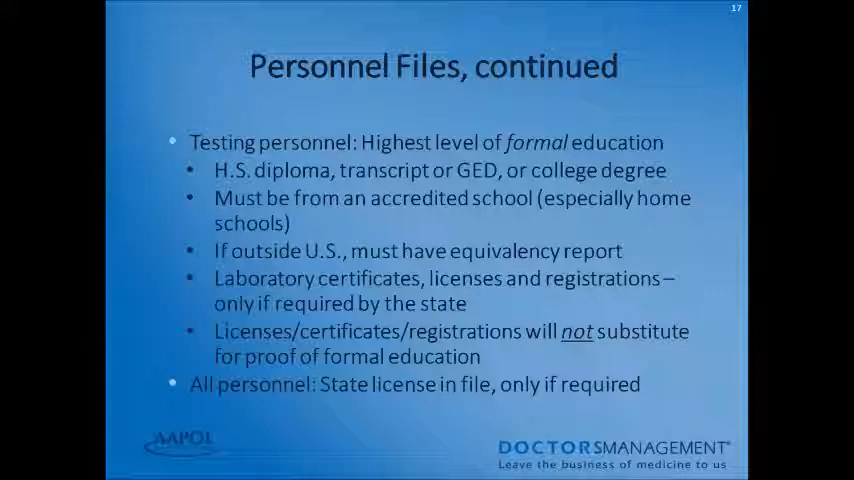 17
Personnel Files, continued
• Testing personnel: Highest level of formal education
• H.S. diploma, transcript or GED, or college degree
• Must be from an accredited school (especially home
schools)
• If outside U.S., must have equivalency report
• Laboratory certificates, licenses and registrations –
only if required by the state
• Licenses/certificates/registrations will not substitute
for proof of formal education
• All personnel: State license in file, only if required
AAPOL
DOCTORSMANAGEMENT®
Leave the business of medicine to us